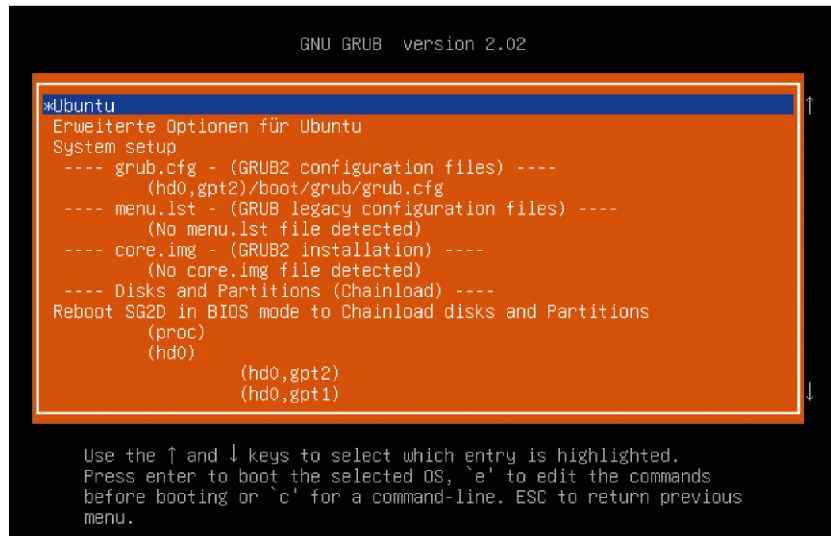 GNU GRUB  version 2.02
*Ubuntu
Erweiterte Optionen für Ubuntu
System setup
---- grub.cfg - (GRUB2 configuration files) ----
(hd0,gpt2)/boot/grub/grub.cfg
---- menu.lst - (GRUB legacy configuration files) ----
(No menu.lst file detected)
---- core.img - (GRUB2 installation) ----
(No core.img file detected)
---- Disks and Partitions (Chainload) ----
Reboot SG2D in BIOS mode to Chainload disks and Partitions
(proc)
(hd0)
(hd0,gpt2)
(hd0,gpt1)
Use the ↑ and ↓ keys to select which entry is highlighted.
Press enter to boot the selected OS, `e' to edit the commands
before booting or `c' for a command-line. ESC to return previous
menu.